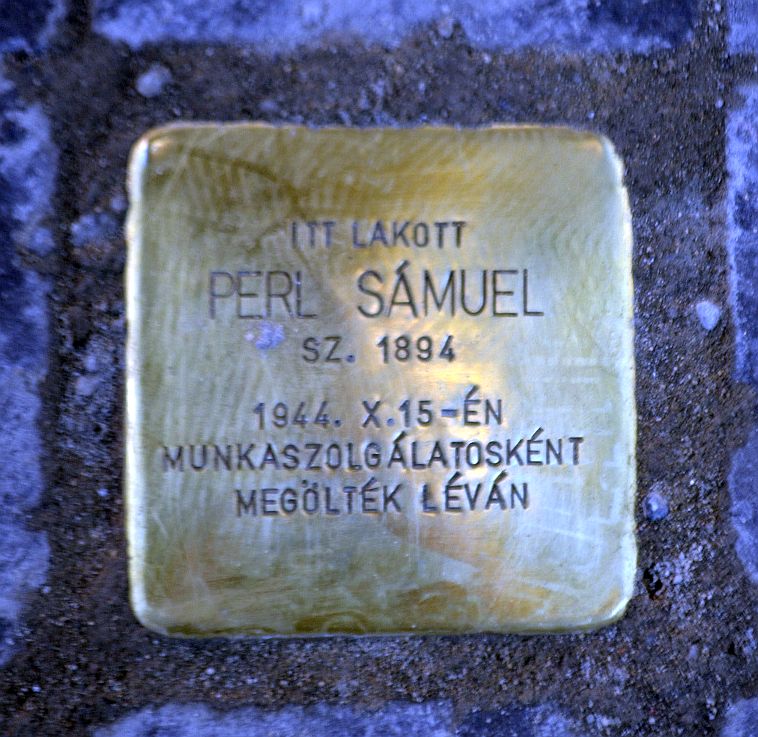 ITT LAKOTT
PERL SÁMUEL
SZ. 1894
1944. X.15-ÉN
MUNKASZOLGÁLATOSKÉNT
MEGÖLTÉK LÉVÁN